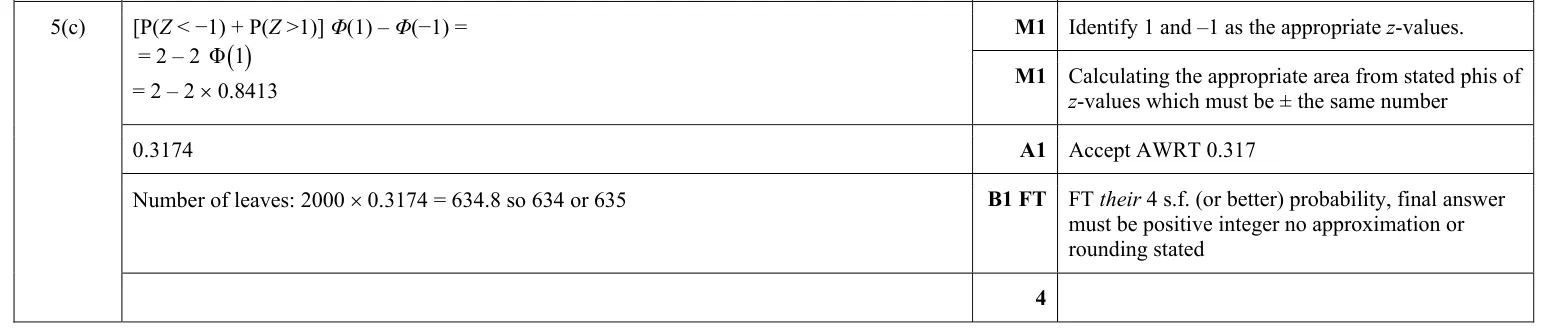 5(c)
[P(Z < −1) + P(Z >1)] Φ(1) – Φ(−1) =
= 2 – 2 Φ(1)
= 2 – 2 × 0.8413
M1
Identify 1 and –1 as the appropriate z-values.
M1
Calculating the appropriate area from stated phis of
z-values which must be ± the same number
0.3174
A1
Accept AWRT 0.317
Number of leaves: 2000 × 0.3174 = 634.8 so 634 or 635
B1 FT
FT their 4 s.f. (or better) probability, final answer
must be positive integer no approximation or
rounding stated
4